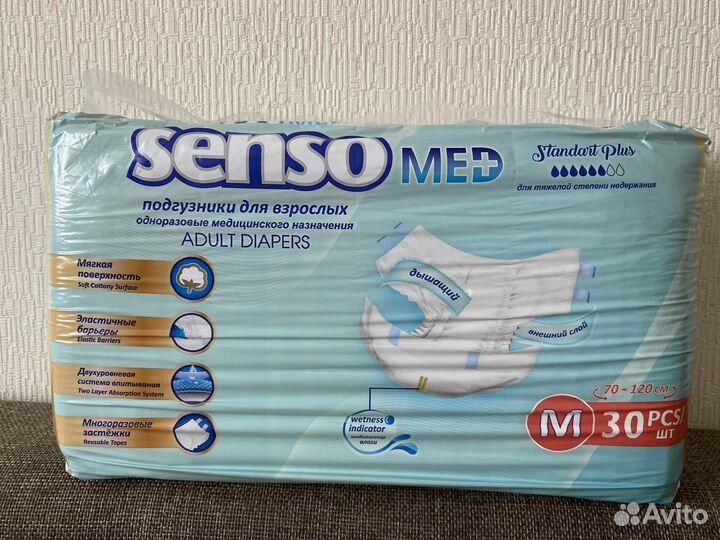 senso MED
Standart Plus
для тяжелой степени недержания
подгузники для взрослых
одноразовые медицинского назначения
ADULT DIAPERS
Мягкая
поверхность
Soft Cottony Surface
Эластичные
барьеры
Elastic Barriers
Двухуровневая
система впитывания
Two Layer Absorption System
Многоразовые
застёжки
Reusable Tapes
дышащий
внешний слой
wetness
indicator
индикатор
влаги
70 - 120 см
M 30 PCS/
шт
Avito